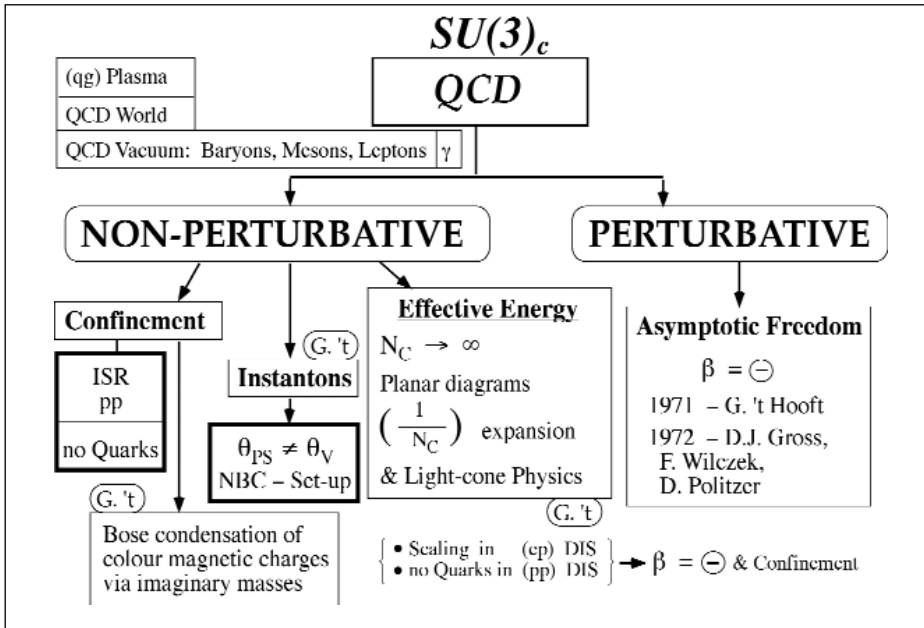 SU(3)c
QCD
(qg) Plasma
QCD World
QCD Vacuum: Baryons, Mesons, Leptons γ
NON-PERTURBATIVE
PERTURBATIVE
Confinement
ISR
pp
no Quarks
G. 't
Bose condensation of
colour magnetic charges
via imaginary masses
G. 't
Instantons
θPS ≠ θV
NBC – Set-up
Effective Energy
NC → ∞
Planar diagrams
(1/NC) expansion
& Light-cone Physics
G. 't
Asymptotic Freedom
β = ⊖
1971 – G. 't Hooft
1972 – D.J. Gross,
F. Wilczek,
D. Politzer
• Scaling in (ep) DIS
• no Quarks in (pp) DIS
→ β = ⊖ & Confinement